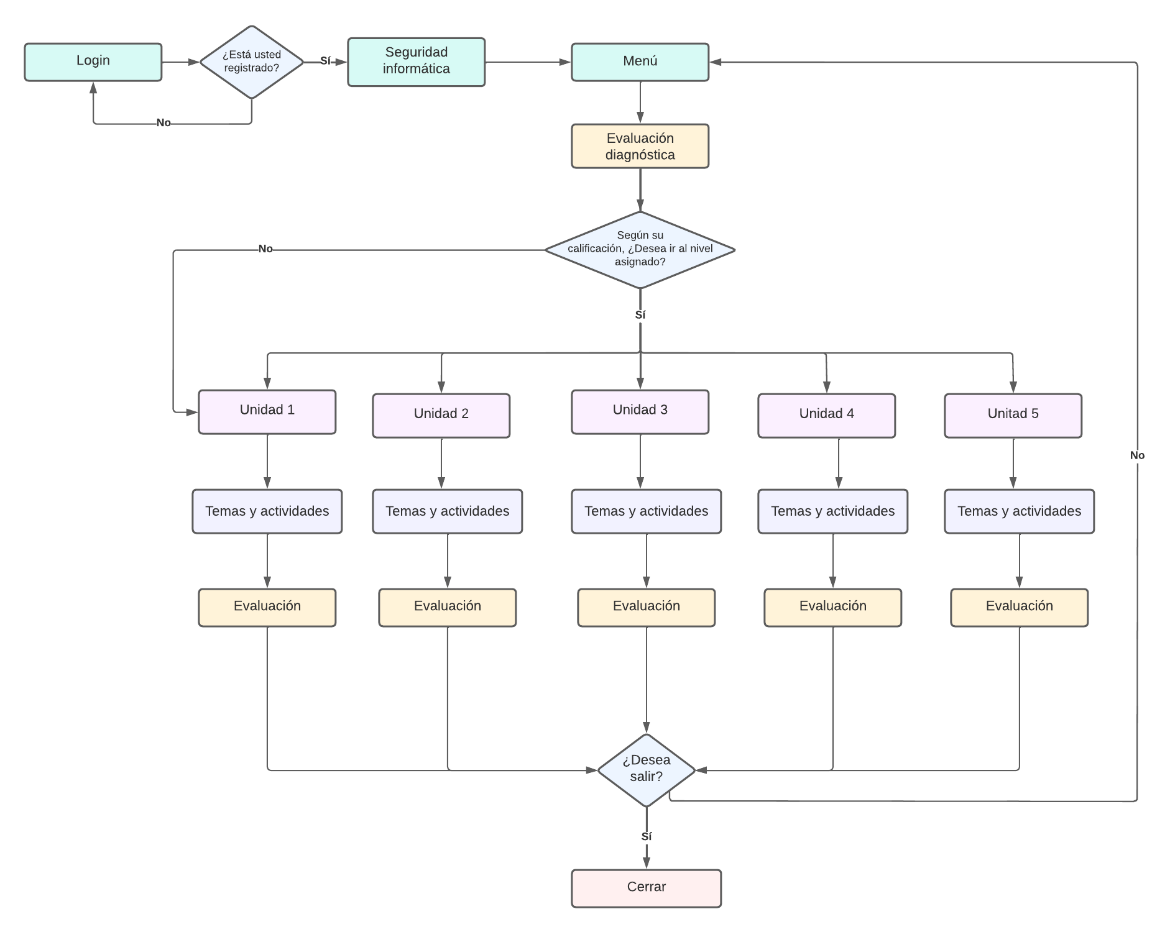 Login
¿Está usted
registrado?
Sí
Seguridad
informática
Menú
No
Evaluación
diagnóstica
Según su
calificación, ¿Desea ir al nivel
asignado?
No
Sí
Unidad 1
Unidad 2
Unidad 3
Unidad 4
Unitad 5
No
Temas y actividades
Temas y actividades
Temas y actividades
Temas y actividades
Temas y actividades
Evaluación
Evaluación
Evaluación
Evaluación
Evaluación
¿Desea
salir?
Sí
Cerrar